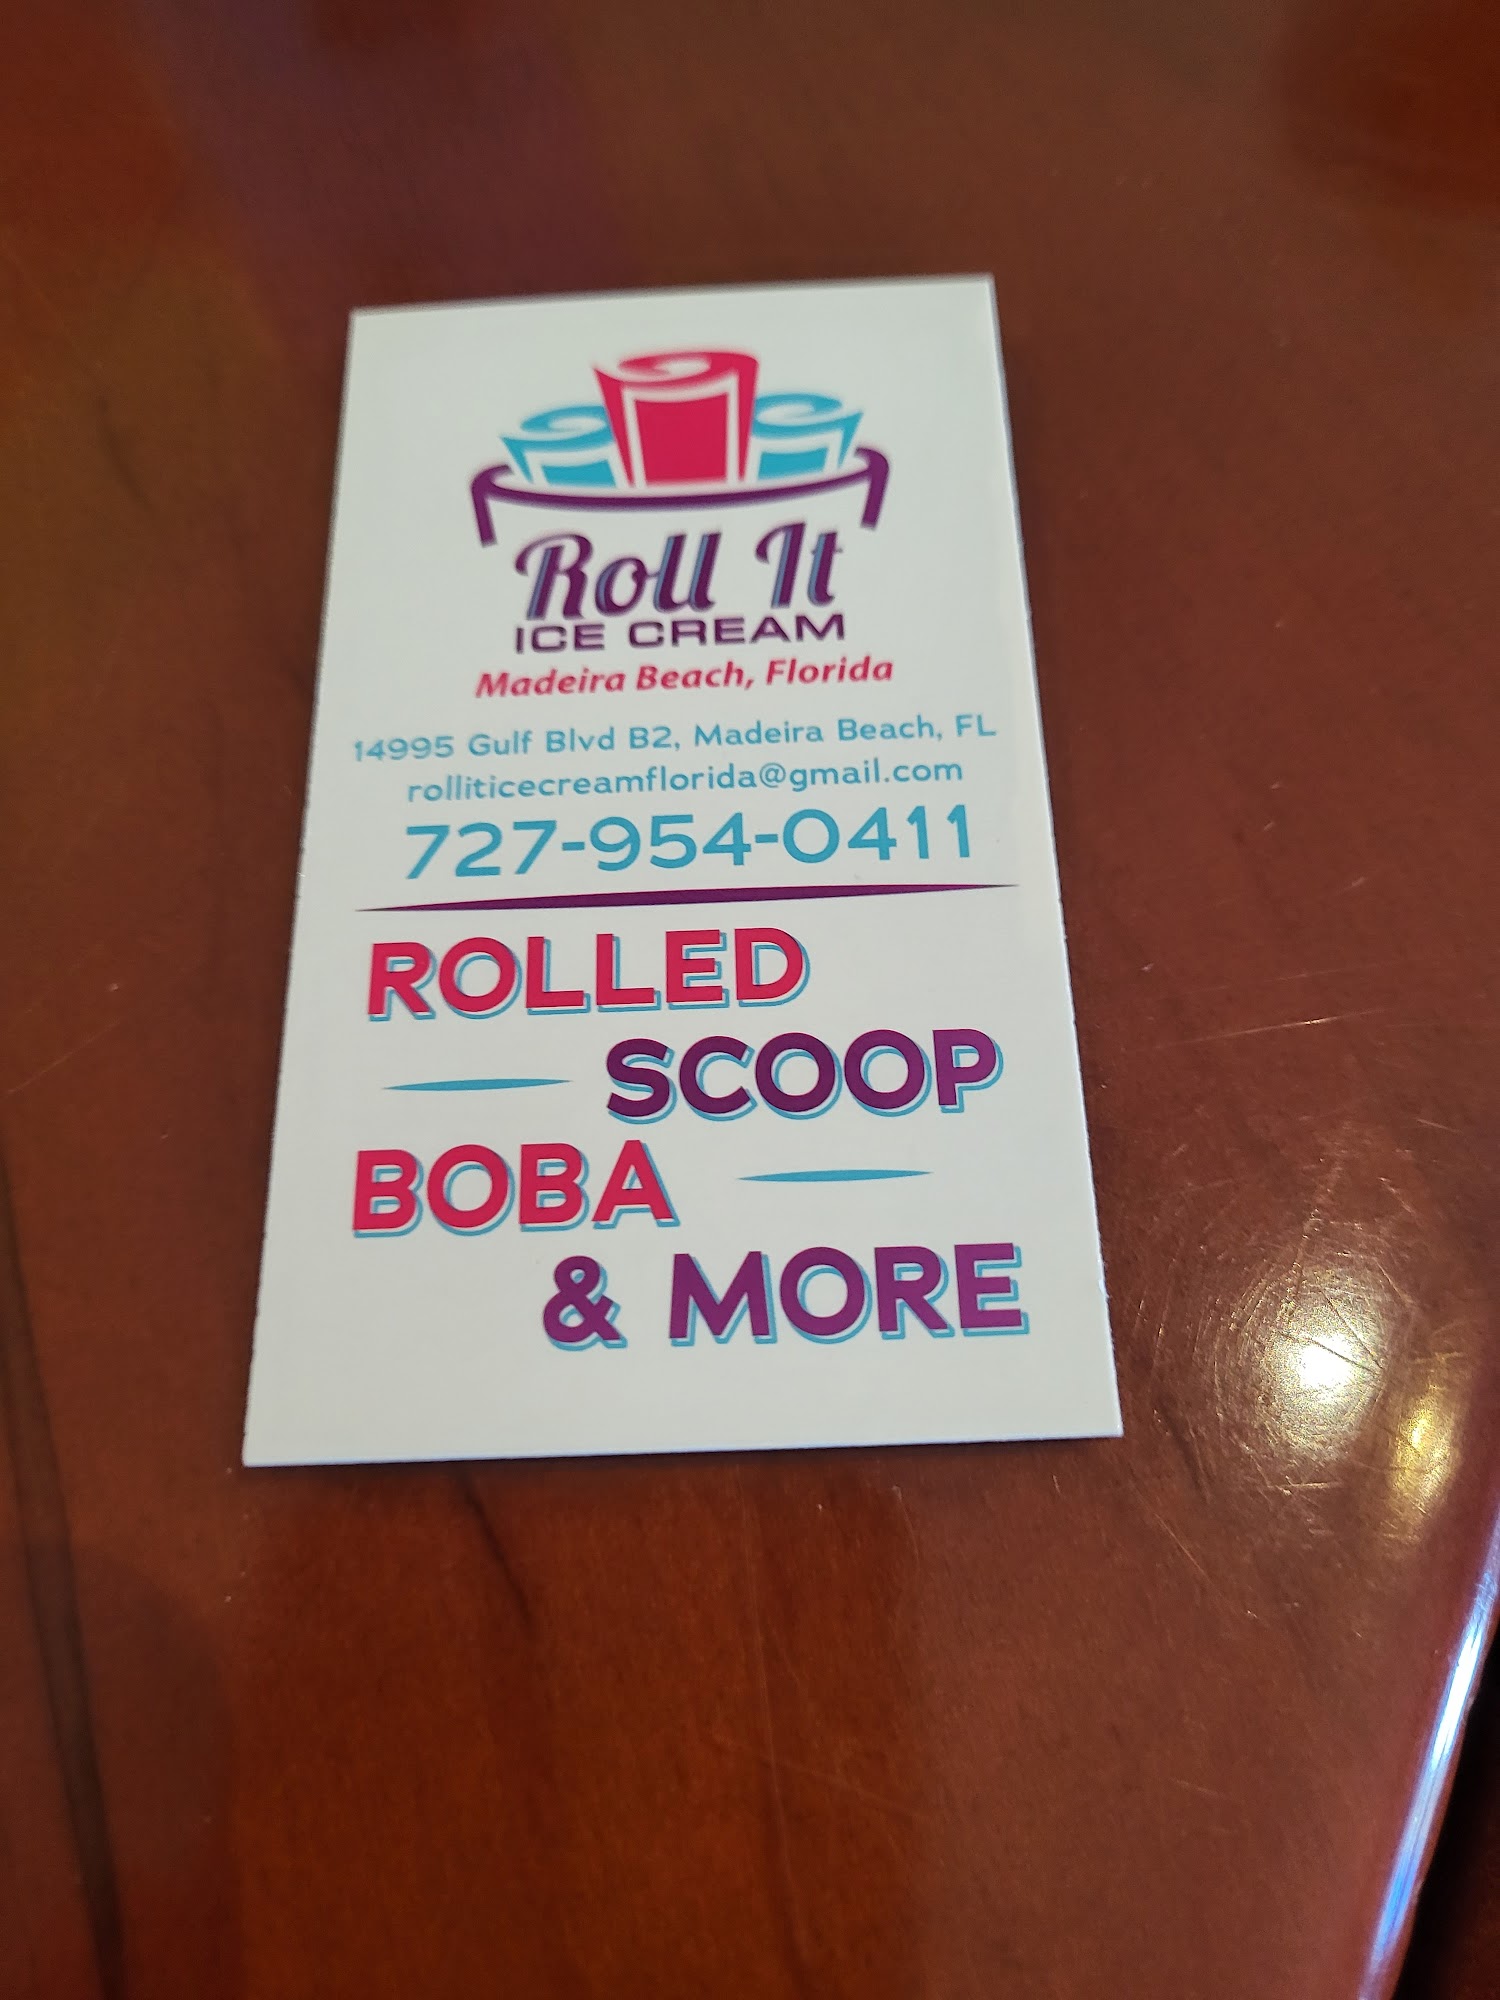 Roll It
ICE CREAM
Madeira Beach, Florida
14995 Gulf Blvd B2, Madeira Beach, FL
rolliticecreamflorida@gmail.com
727-954-0411
ROLLED
SCOOP
BOBA
& MORE